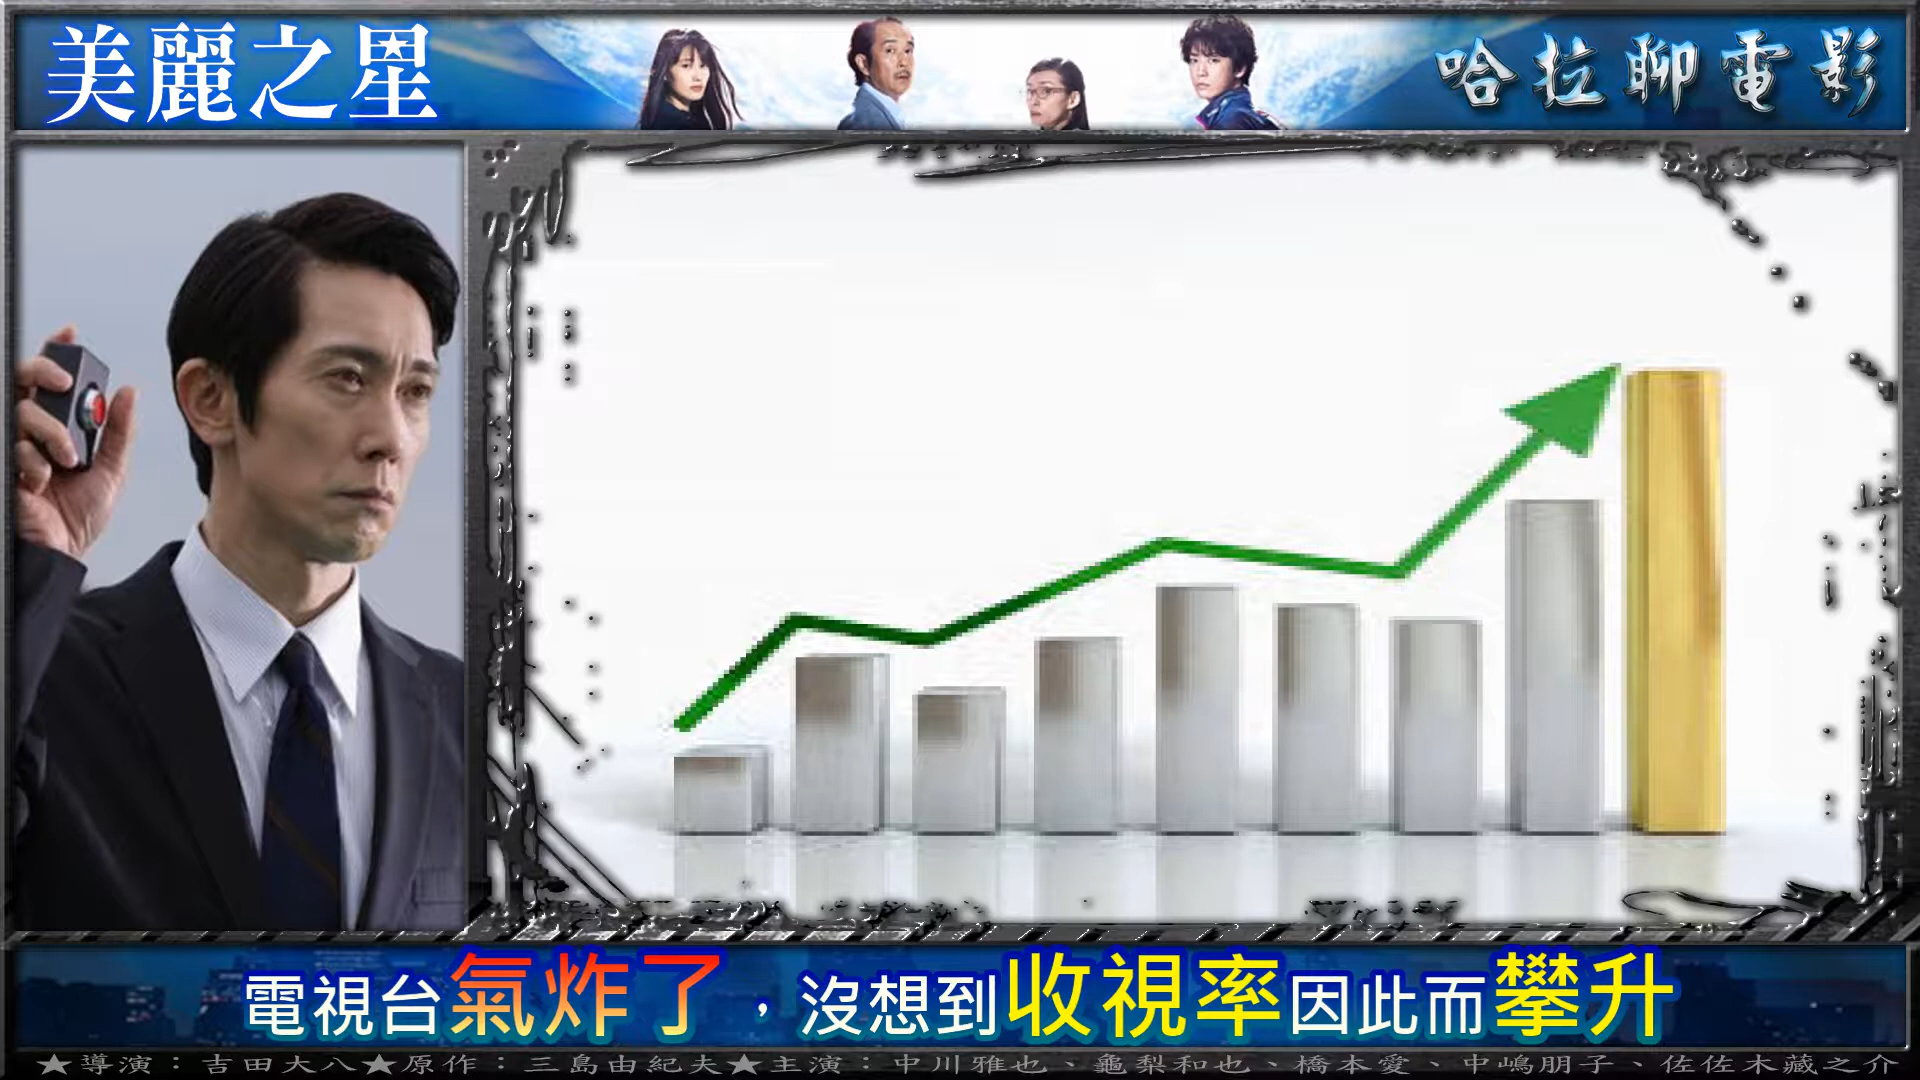 美麗之星
哈拉聊電影
電視台氣炸了，沒想到收視率因此而攀升
★導演：吉田大八★原作：三島由紀夫★主演：中川雅也、龜梨和也、橋本愛、中嶋朋子、佐佐木藏之介